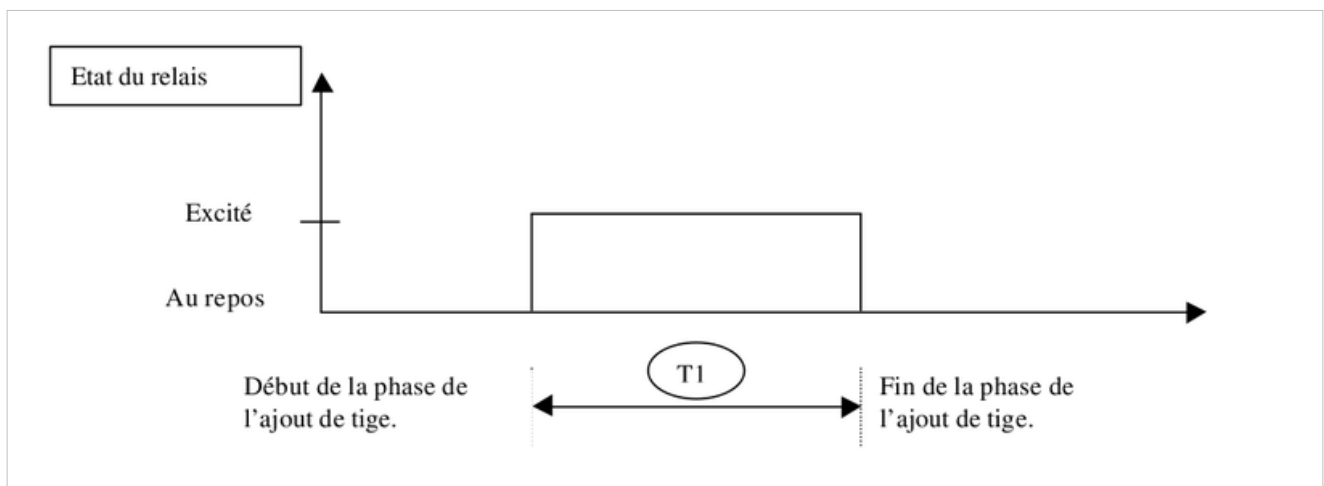 Etat du relais
Excité
Au repos
T1
Début de la phase de
l'ajout de tige.
Fin de la phase de
l'ajout de tige.